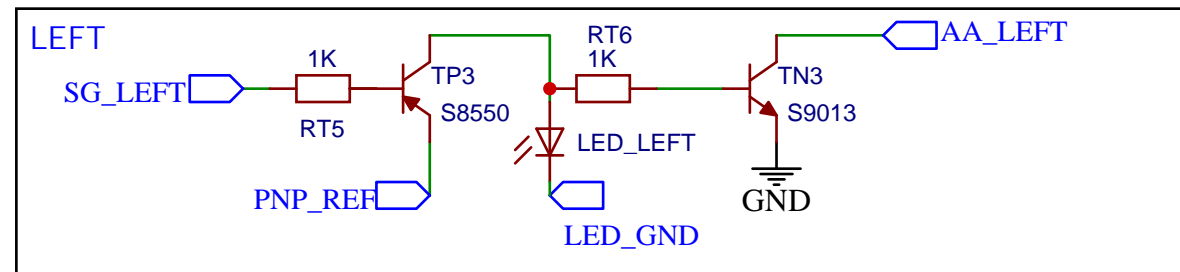 LEFT
SG_LEFT
1K
RT5
TP3
S8550
PNP_REF
RT6
1K
LED_LEFT
LED_GND
TN3
S9013
AA_LEFT
GND